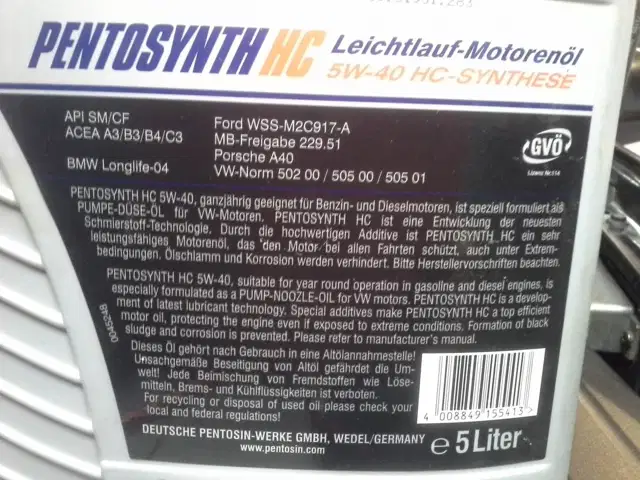 PENTOSYNTH HC Leichtlauf-Motorenöl
5W-40 HC-SYNTHESE
API SM/CF
ACEA A3/B3/B4/C3
BMW Longlife-04
Ford WSS-M2C917-A
MB-Freigabe 229.51
Porsche A40
VW-Norm 502 00 / 505 00 / 505 01
GVÖ
PENTOSYNTH HC 5W-40, ganzjährig geeignet für Benzin- und Dieselmotoren, ist speziell formuliert als
PUMPE-DÜSE-ÖL für VW-Motoren. PENTOSYNTH HC ist eine Entwicklung der neuesten
Schmierstoff-Technologie. Durch die hochwertigen Additive ist PENTOSYNTH HC ein sehr
leistungsfähiges Motorenöl, das den Motor bei allen Fahrten schützt, auch unter Extrem-
bedingungen. Ölschlamm und Korrosion werden verhindert. Bitte Herstellervorschriften beachten.
PENTOSYNTH HC 5W-40, suitable for year round operation in gasoline and diesel engines, is
especially formulated as a PUMP-NOOZLE-OIL for VW motors. PENTOSYNTH HC is a develop-
ment of latest lubricant technology. Special additives make PENTOSYNTH HC a top efficient
motor oil, protecting the engine even if exposed to extreme conditions. Formation of black
sludge and corrosion is prevented. Please refer to manufacturer's manual.
0045248
Dieses Öl gehört nach Gebrauch in eine Altölannahmestelle!
Unsachgemäße Beseitigung von Altöl gefährdet die Um-
welt! Jede Beimischung von Fremdstoffen wie Löse-
mitteln, Brems- und Kühlflüssigkeiten ist verboten.
For recycling or disposal of used oil please check your
local and federal regulations!
4 008849 155413
DEUTSCHE PENTOSIN-WERKE GMBH, WEDEL/GERMANY
www.pentosin.com
e 5 Liter